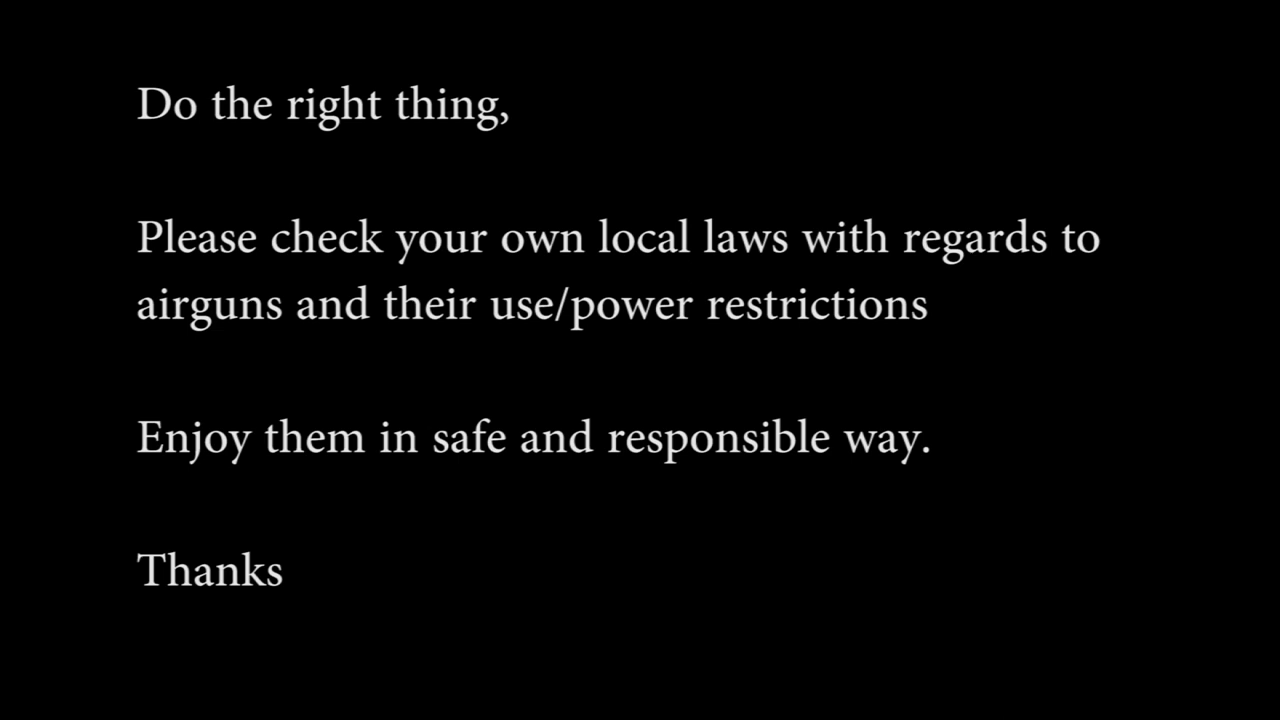 Do the right thing,
Please check your own local laws with regards to
airguns and their use/power restrictions
Enjoy them in safe and responsible way.
Thanks